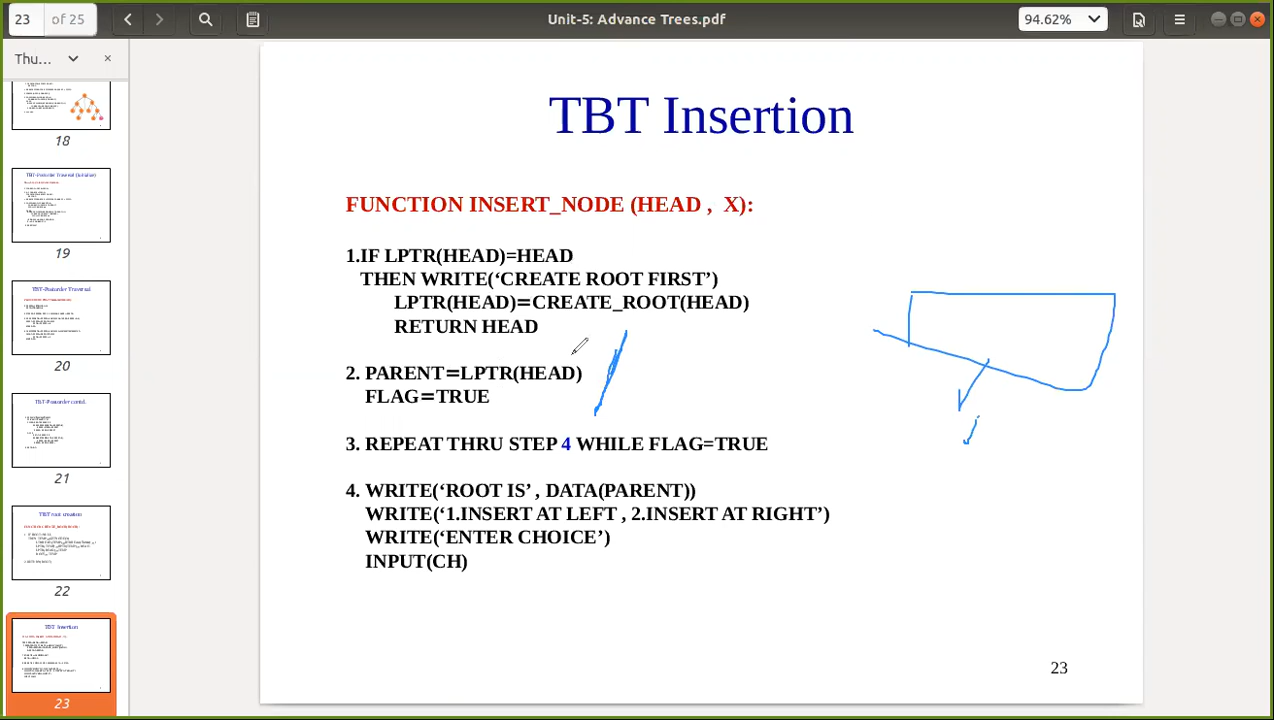 23 of 25
Unit-5: Advance Trees.pdf
94.62%
Thu...
18
19
20
21
22
23
TBT Insertion
FUNCTION INSERT_NODE (HEAD , X):
1.IF LPTR(HEAD)=HEAD
THEN WRITE(‘CREATE ROOT FIRST’)
LPTR(HEAD)=CREATE_ROOT(HEAD)
RETURN HEAD
2. PARENT=LPTR(HEAD)
FLAG=TRUE
3. REPEAT THRU STEP 4 WHILE FLAG=TRUE
4. WRITE(‘ROOT IS’ , DATA(PARENT))
WRITE(‘1.INSERT AT LEFT , 2.INSERT AT RIGHT’)
WRITE(‘ENTER CHOICE’)
INPUT(CH)
23